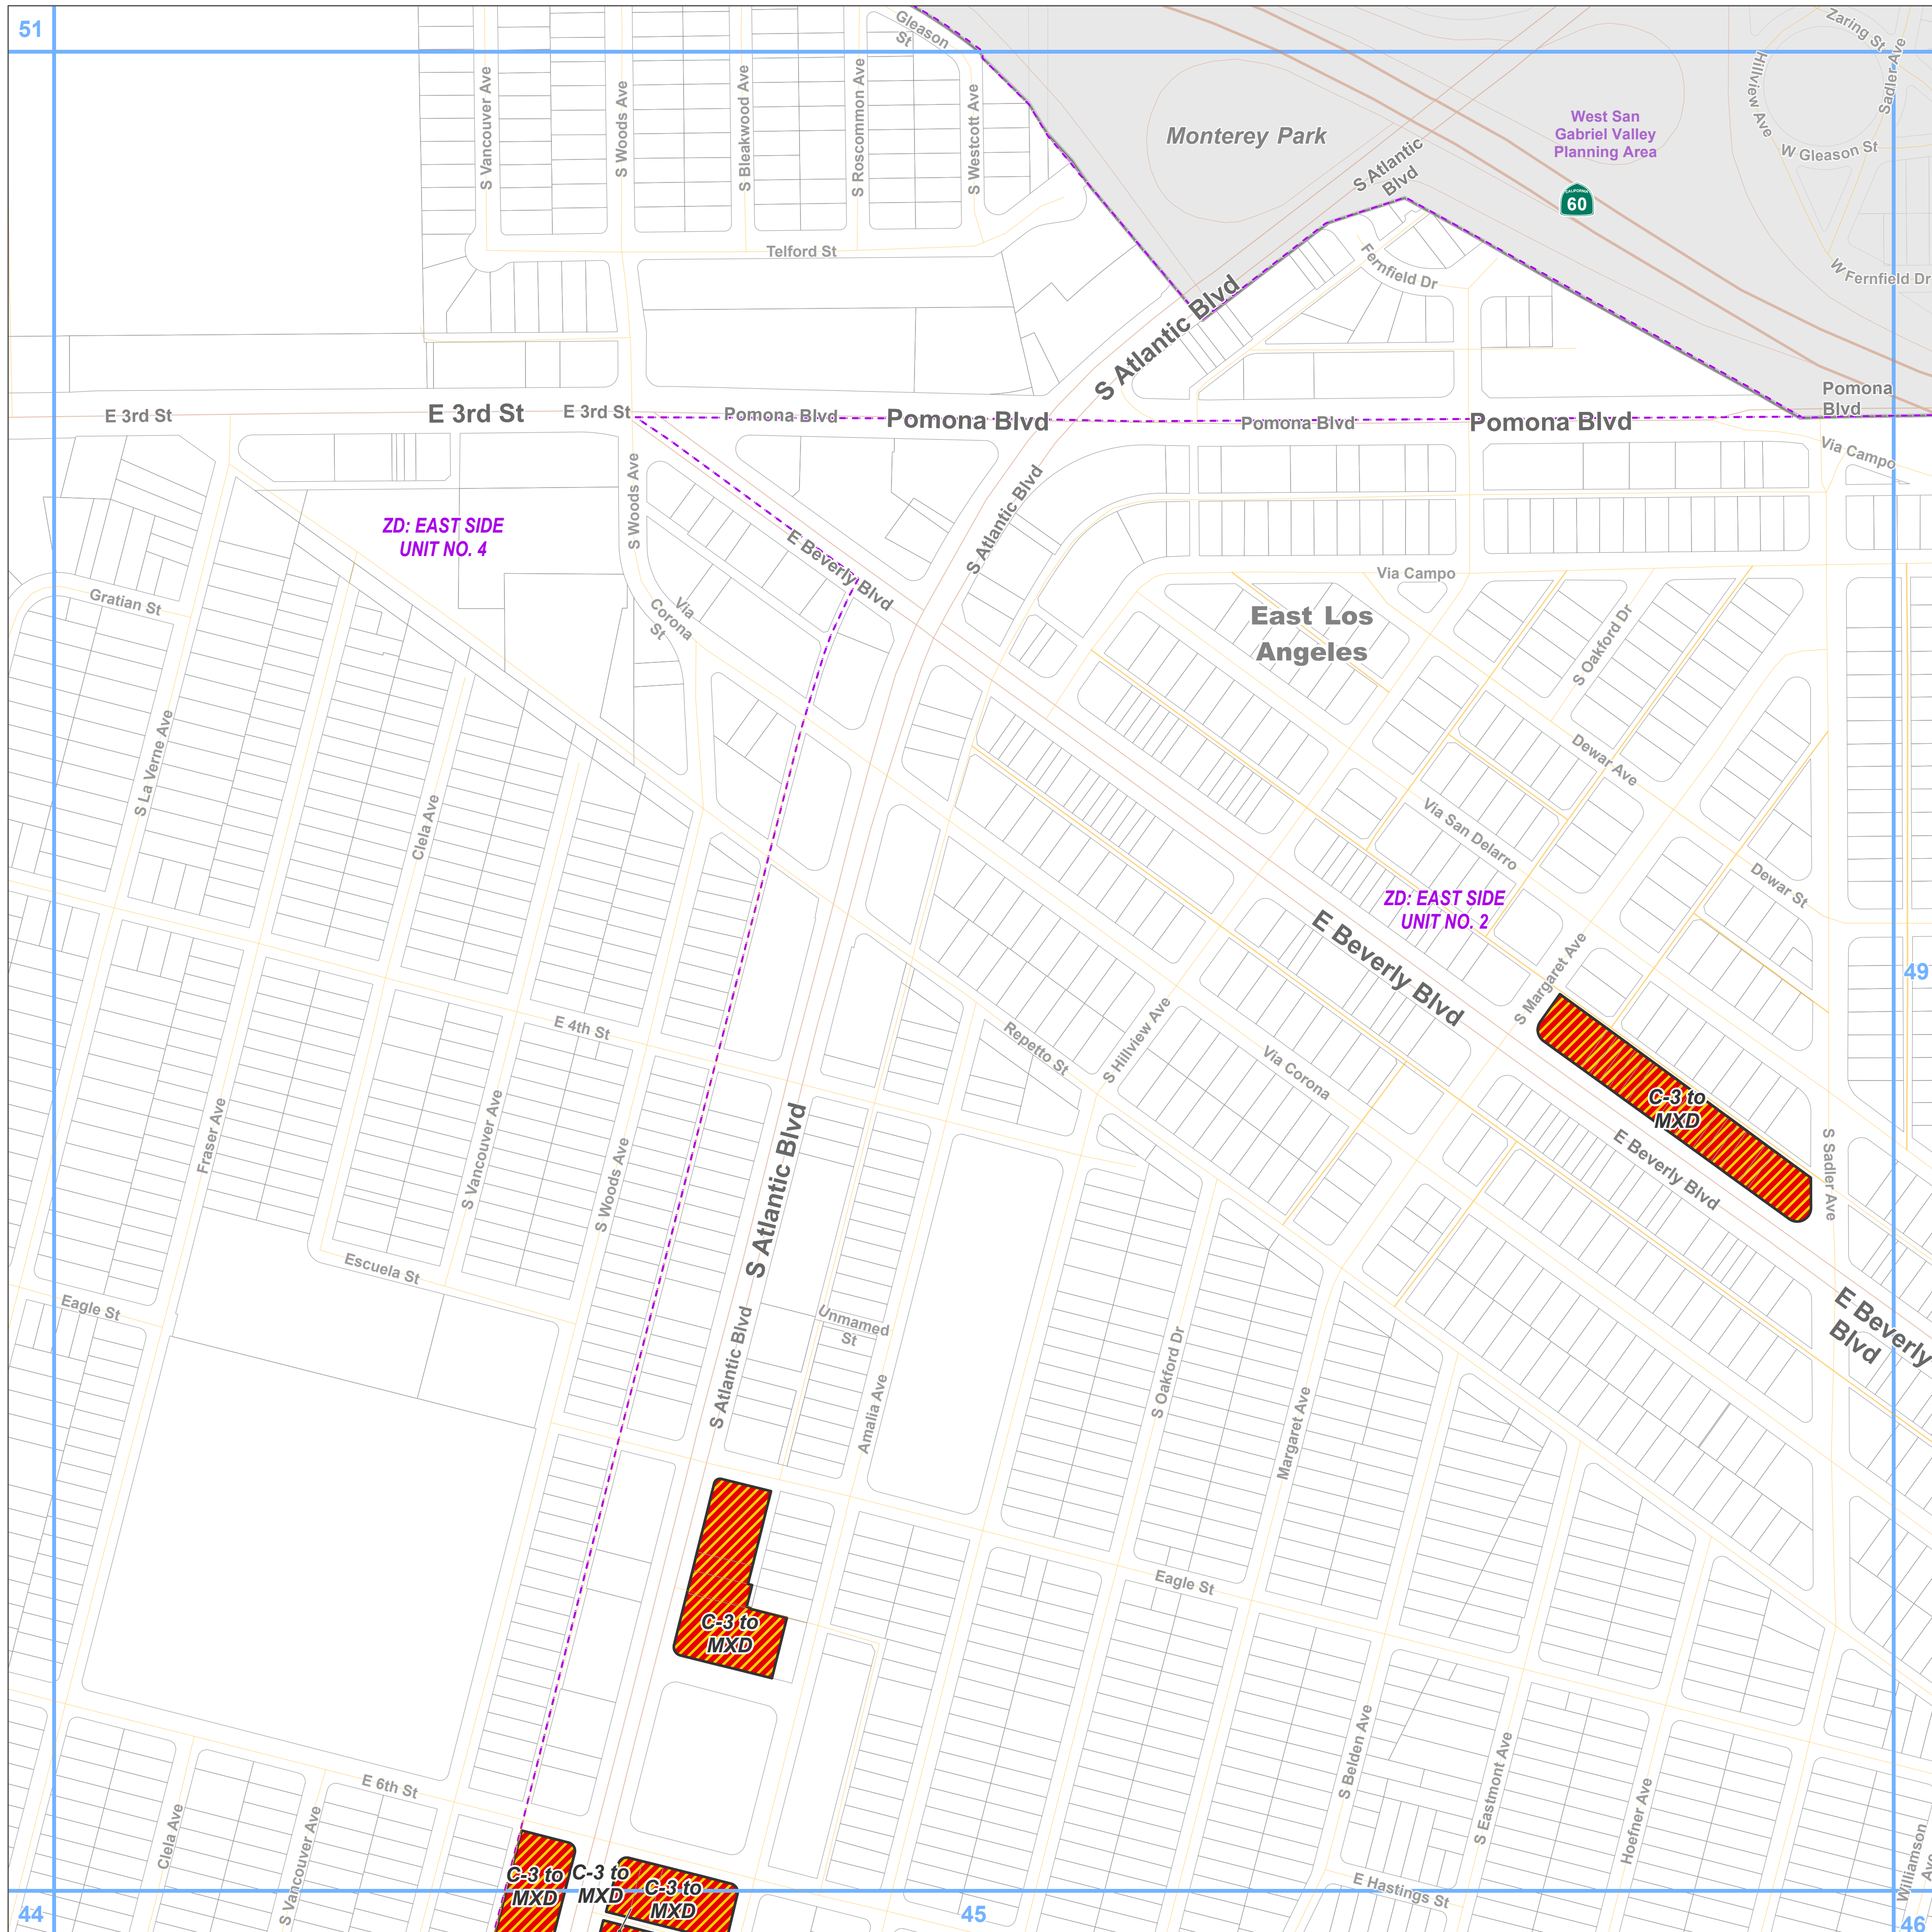 51
Gleason
St
Zaring St
Sadler Ave
Hillview Ave
S Vancouver Ave
S Woods Ave
S Bleakwood Ave
S Roscommon Ave
S Westcott Ave
Monterey Park
West San
Gabriel Valley
Planning Area
S Atlantic
Blvd
W Gleason St
CALIFORNIA
60
Telford St
Fernfield Dr
W Fernfield Dr
S Atlantic Blvd
E 3rd St
E 3rd St
E 3rd St
Pomona Blvd
Pomona Blvd
Pomona Blvd
Pomona Blvd
Pomona
Blvd
Via Campo
S Woods Ave
S Atlantic Blvd
ZD: EAST SIDE
UNIT NO. 4
E Beverly Blvd
Via Campo
Gratian St
Via
Corona
St
East Los
Angeles
S Oakford Dr
S La Verne Ave
Clela Ave
Dewar Ave
Via San Delarro
Dewar St
ZD: EAST SIDE
UNIT NO. 2
E Beverly Blvd
S Margaret Ave
49
E 4th St
Repetto St
S Hillview Ave
Via Corona
C-3 to
MXD
Fraser Ave
S Vancouver Ave
S Woods Ave
S Atlantic Blvd
E Beverly Blvd
S Sadler Ave
Escuela St
Eagle St
Unmamed
St
S Atlantic Blvd
Amalia Ave
S Oakford Dr
Margaret Ave
E Beverly
Blvd
Eagle St
C-3 to
MXD
E 6th St
Clela Ave
S Vancouver Ave
S Belden Ave
S Eastmont Ave
Hoefner Ave
Williamson
Ave
C-3 to
MXD
C-3 to
MXD
C-3 to
MXD
E Hastings St
44
45
46